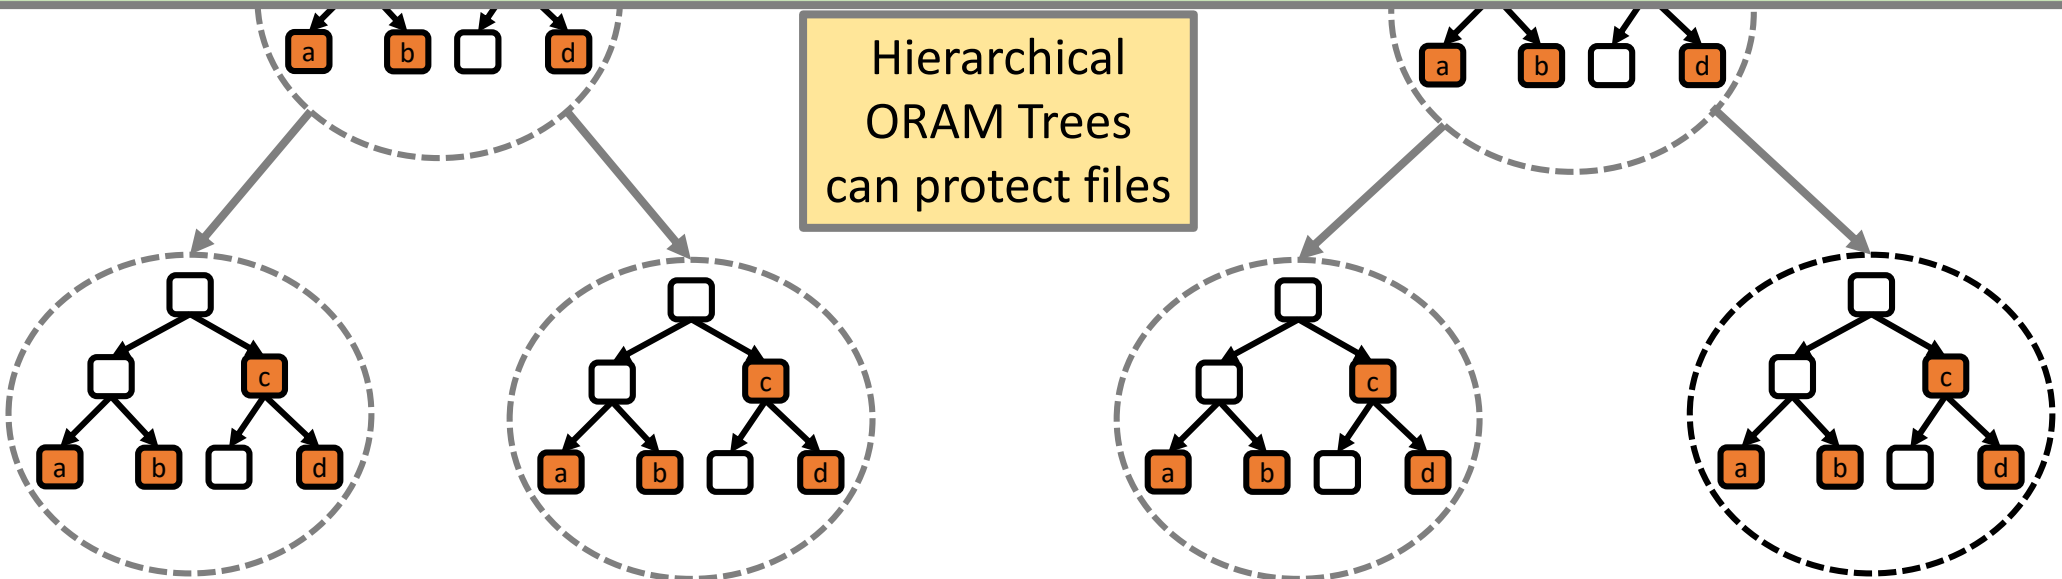 a b d
Hierarchical
ORAM Trees
can protect files
a b d
c
a b d
c
a b d
c
a b d
c
a b d